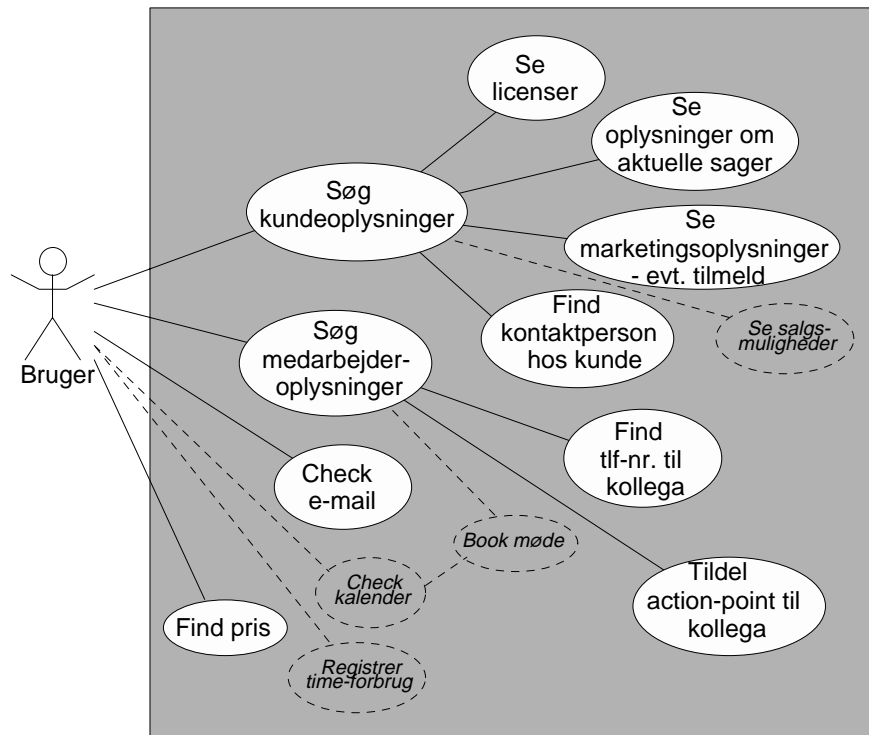 Se
licenser
Se
oplysninger om
aktuelle sager
Søg
kundeoplysninger
Se
marketingsoplysninger
- evt. tilmeld
Find
kontaktperson
hos kunde
Se salgs-
muligheder
Bruger
Søg
medarbejder-
oplysninger
Find
tlf-nr. til
kollega
Check
e-mail
Book møde
Check
kalender
Tildel
action-point til
kollega
Find pris
Registrer
time-forbrug